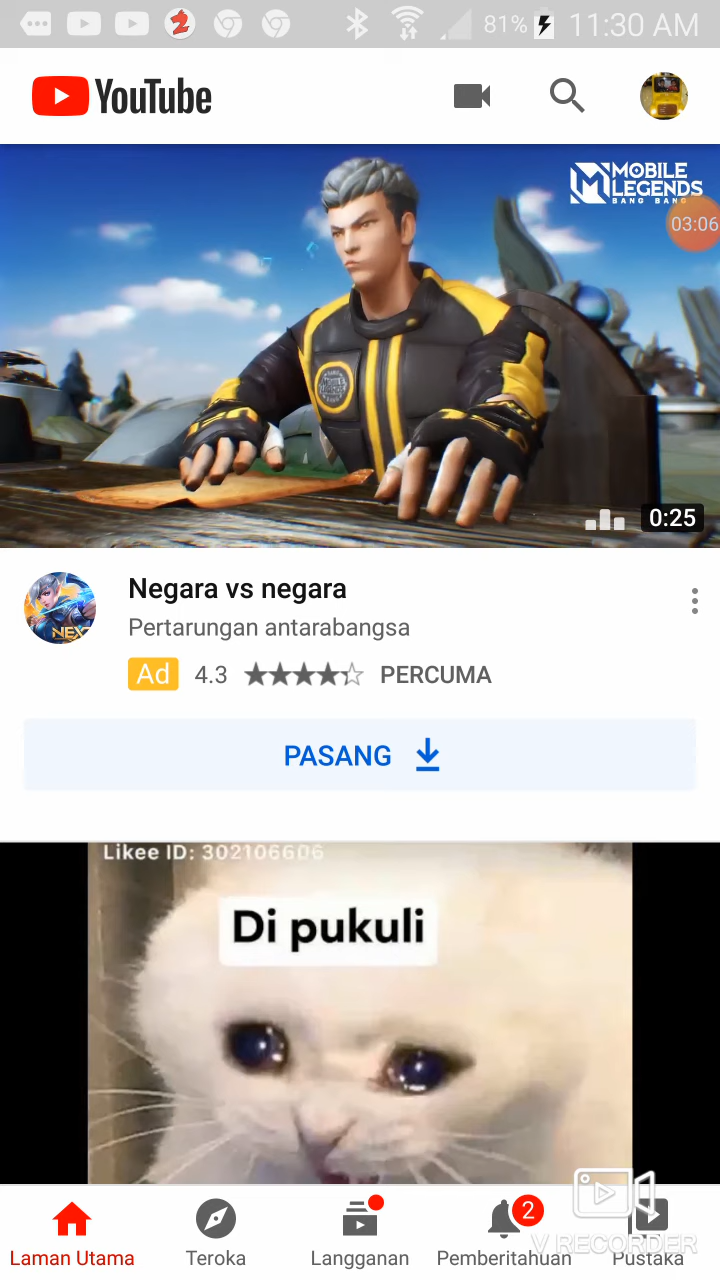 81% 11:30 AM
YouTube
MOBILE
LEGENDS
BANG BANG
03:06
0:25
NEXT
Negara vs negara
Pertarungan antarabangsa
Ad 4.3 PERCUMA
PASANG
Likee ID: 302106606
Di pukuli
2
Laman Utama Teroka Langganan Pemberitahuan Pustaka
V RECORDER